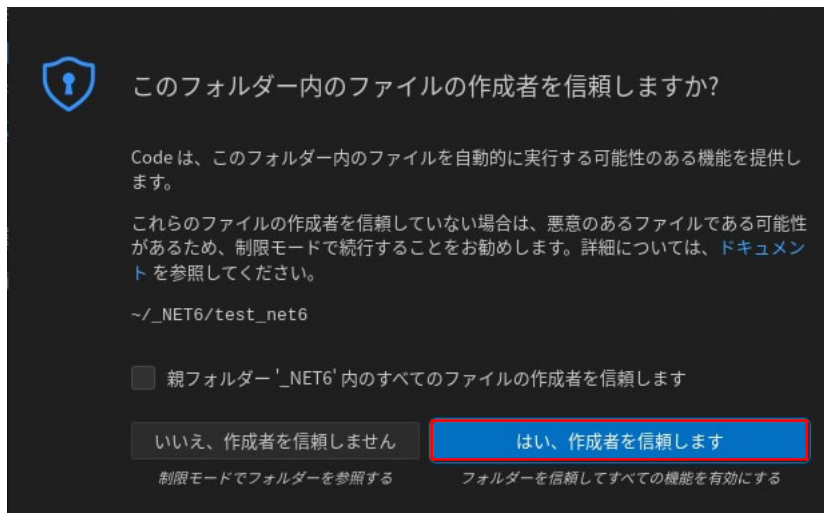 このフォルダー内のファイルの作成者を信頼しますか?
Code は、このフォルダー内のファイルを自動的に実行する可能性のある機能を提供し
ます。
これらのファイルの作成者を信頼していない場合は、悪意のあるファイルである可能性
があるため、制限モードで続行することをお勧めします。詳細については、ドキュメン
ト を参照してください。
~/_NET6/test_net6
親フォルダー '_NET6' 内のすべてのファイルの作成者を信頼します
いいえ、作成者を信頼しません
はい、作成者を信頼します
制限モードでフォルダーを参照する
フォルダーを信頼してすべての機能を有効にする